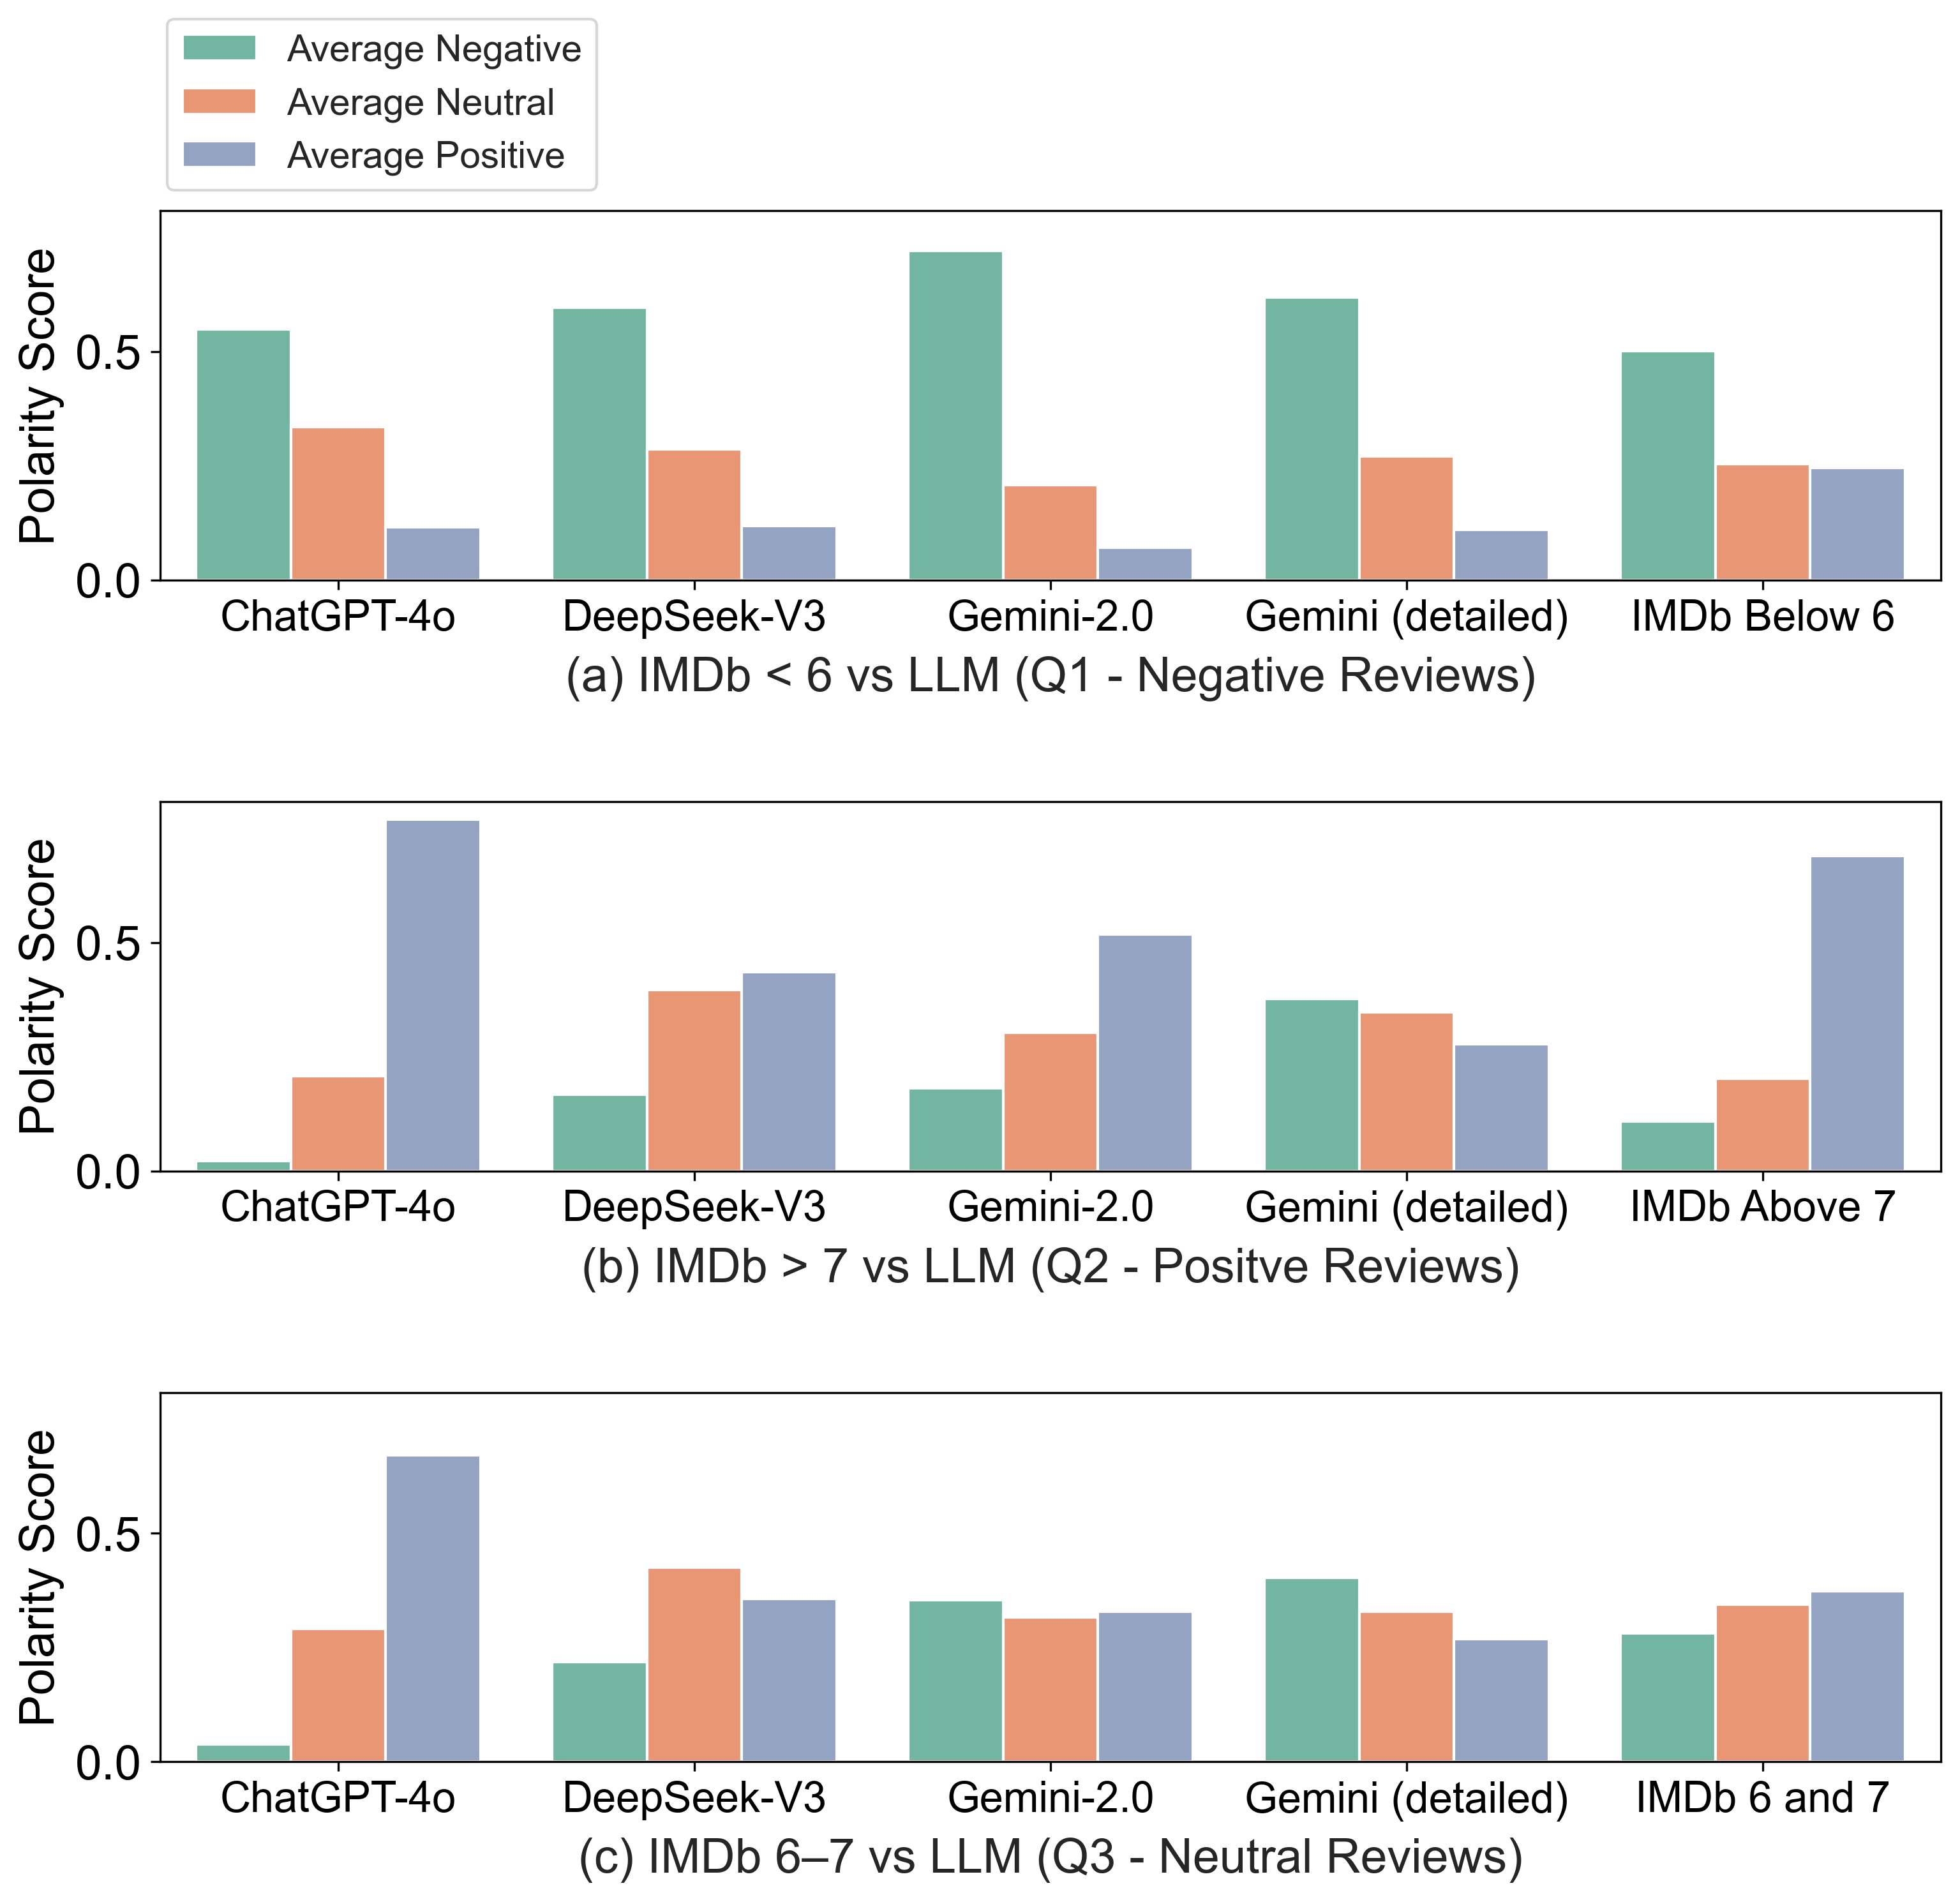 Average Negative
Average Neutral
Average Positive
Polarity Score
0.5
0.0
ChatGPT-4o DeepSeek-V3 Gemini-2.0 Gemini (detailed) IMDb Below 6
(a) IMDb < 6 vs LLM (Q1 - Negative Reviews)
Polarity Score
0.5
0.0
ChatGPT-4o DeepSeek-V3 Gemini-2.0 Gemini (detailed) IMDb Above 7
(b) IMDb > 7 vs LLM (Q2 - Positve Reviews)
Polarity Score
0.5
0.0
ChatGPT-4o DeepSeek-V3 Gemini-2.0 Gemini (detailed) IMDb 6 and 7
(c) IMDb 6–7 vs LLM (Q3 - Neutral Reviews)